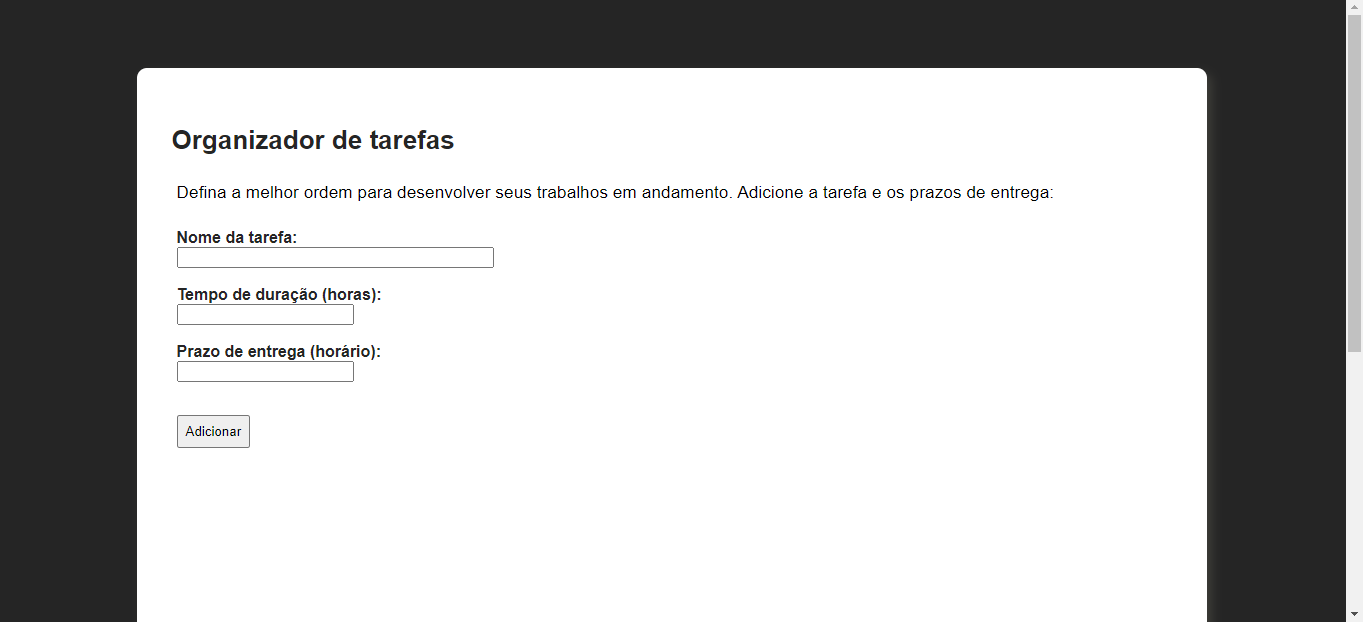 Organizador de tarefas
Defina a melhor ordem para desenvolver seus trabalhos em andamento. Adicione a tarefa e os prazos de entrega:
Nome da tarefa:
Tempo de duração (horas):
Prazo de entrega (horário):
Adicionar